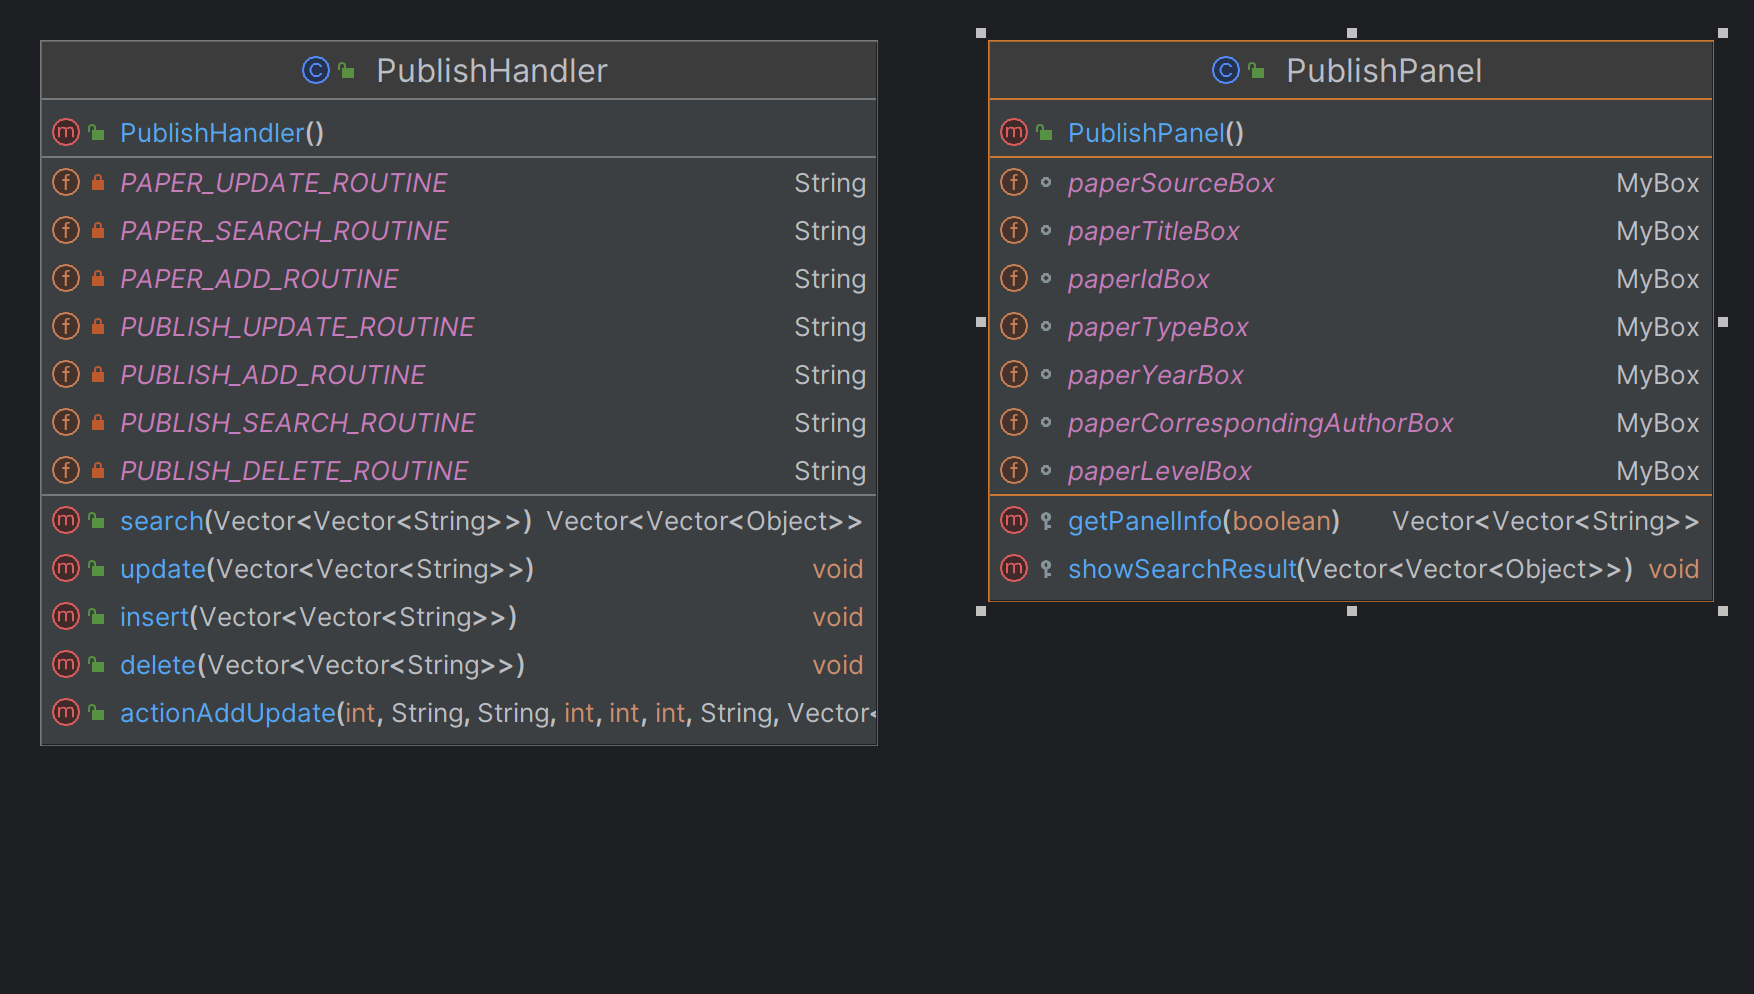 PublishHandler
PublishHandler()
PAPER_UPDATE_ROUTINE String
PAPER_SEARCH_ROUTINE String
PAPER_ADD_ROUTINE String
PUBLISH_UPDATE_ROUTINE String
PUBLISH_ADD_ROUTINE String
PUBLISH_SEARCH_ROUTINE String
PUBLISH_DELETE_ROUTINE String
search(Vector<Vector<String>>) Vector<Vector<Object>>
update(Vector<Vector<String>>) void
insert(Vector<Vector<String>>) void
delete(Vector<Vector<String>>) void
actionAddUpdate(int, String, String, int, int, int, String, Vector<
PublishPanel
PublishPanel()
paperSourceBox MyBox
paperTitleBox MyBox
paperIdBox MyBox
paperTypeBox MyBox
paperYearBox MyBox
paperCorrespondingAuthorBox MyBox
paperLevelBox MyBox
getPanelInfo(boolean) Vector<Vector<String>>
showSearchResult(Vector<Vector<Object>>) void